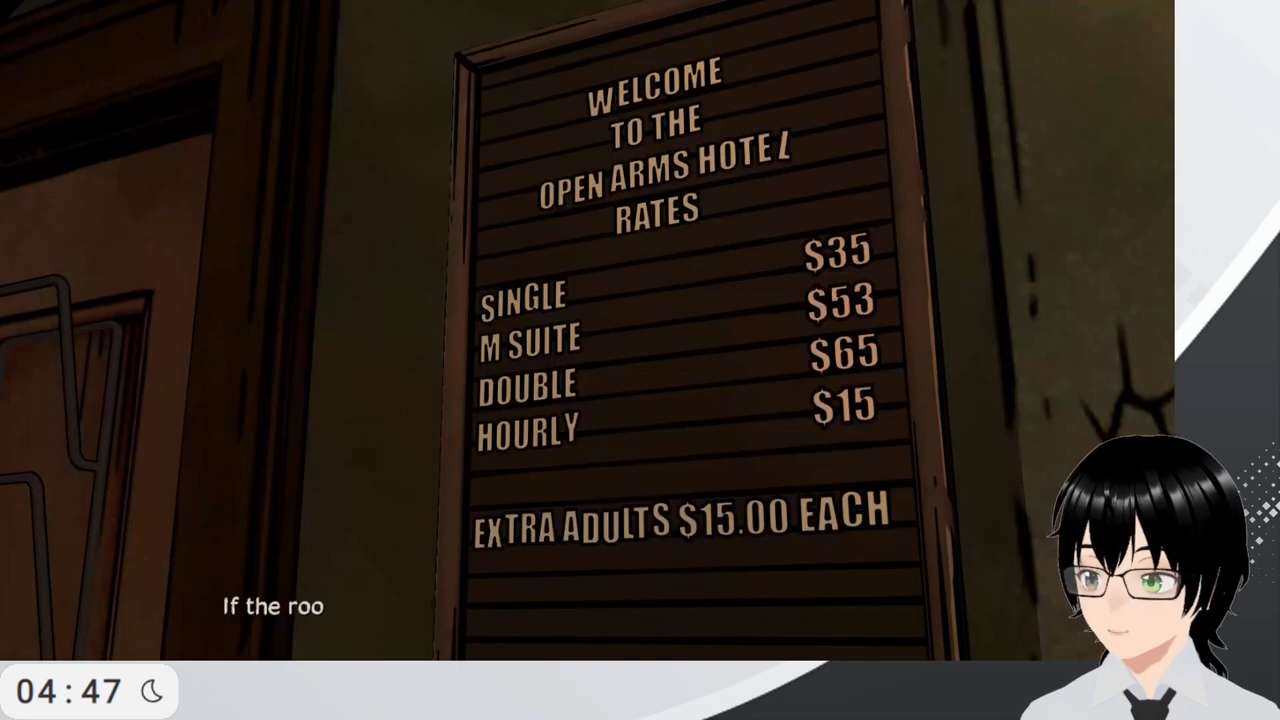 WELCOME
TO THE
OPEN ARMS HOTEL
RATES
SINGLE $35
M SUITE $53
DOUBLE $65
HOURLY $15
EXTRA ADULTS $15.00 EACH
If the roo
04:47